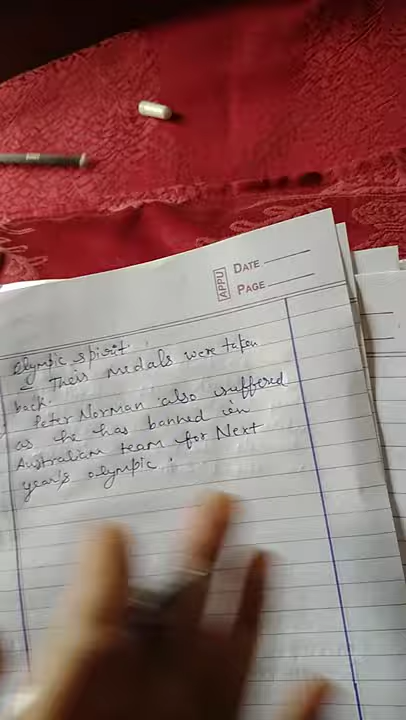 APPU
DATE
PAGE
olympic spirit.
Their medals were taken
back.
Peter Norman also suffered
as he has banned in
Australian team for Next
year's olympic.